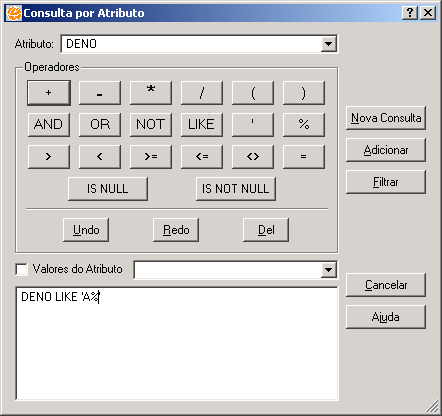 Consulta por Atributo
Atributo: DENO
Operadores
+ - * / ( )
AND OR NOT LIKE ' %
> < >= <= <> =
IS NULL IS NOT NULL
Undo Redo Del
Nova Consulta
Adicionar
Filtrar
Valores do Atributo
Cancelar
Ajuda
DENO LIKE 'A%'